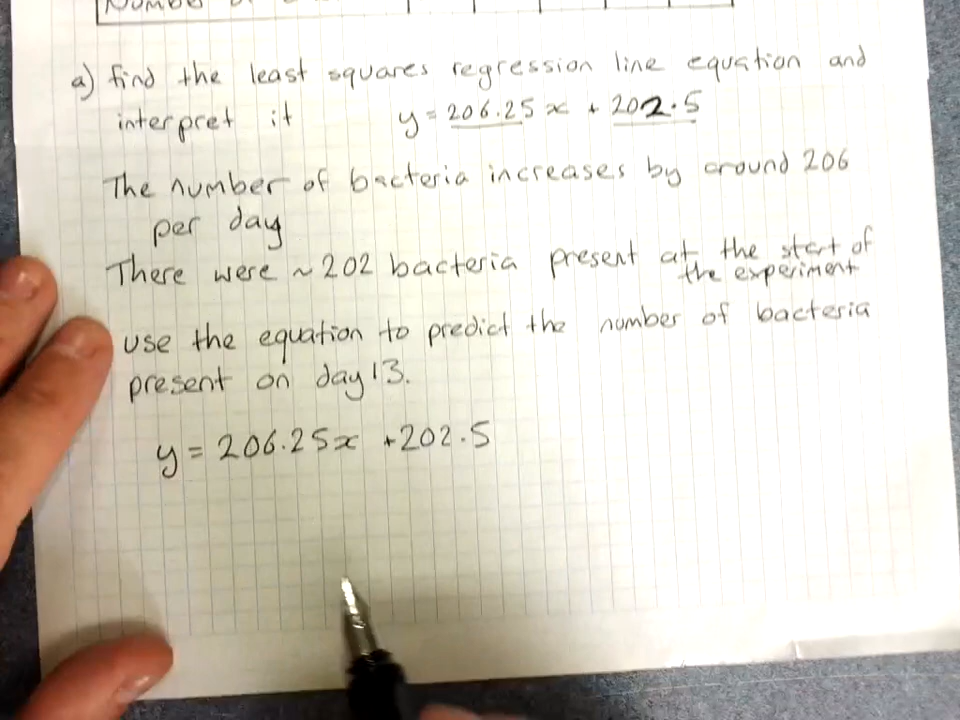 a) find the least squares regression line equation and
interpret it y = 206.25 x + 202.5
The number of bacteria increases by around 206
per day
There were ~ 202 bacteria present at the start of
the experiment
use the equation to predict the number of bacteria
present on day 13.
y = 206.25x + 202.5